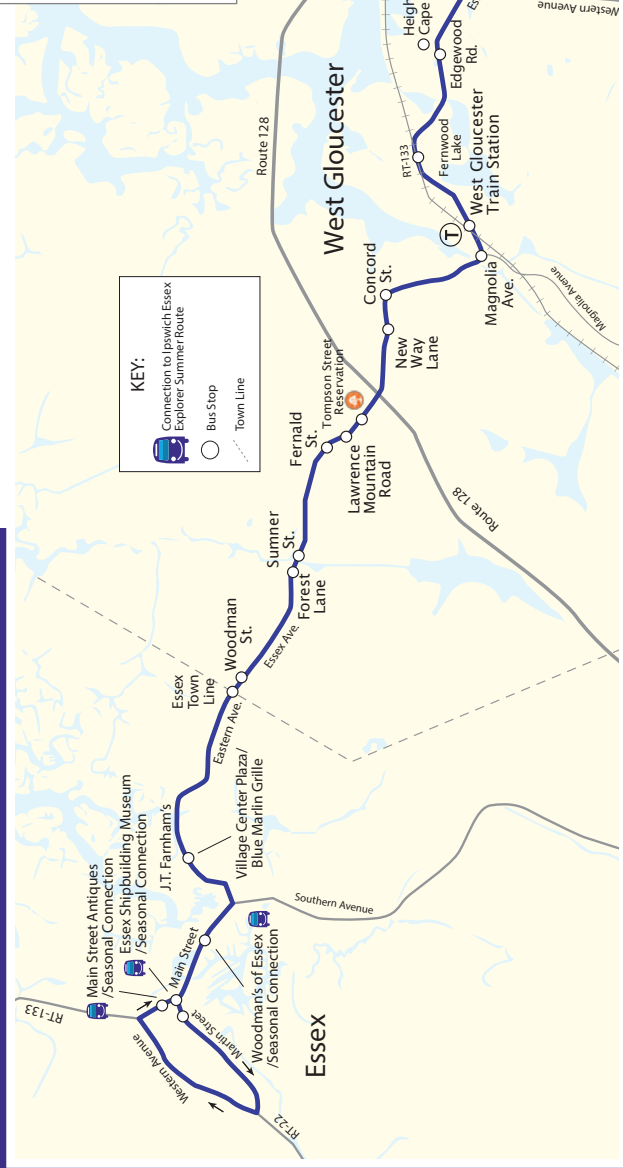 KEY:
Connection to Ipswich Essex
Explorer Summer Route
Bus Stop
Town Line
RT-133
Main Street Antiques
/Seasonal Connection
Essex Shipbuilding Museum
/Seasonal Connection
J.T. Farnham's
Essex
Town
Line
Woodman
St.
Sumner
St.
Fernald
St.
Tompson Street
Reservation
Concord
St.
Route 128
West Gloucester
T
RT-133
Fernwood
Lake
West Gloucester
Train Station
Heigh
Cape
Edgewood
Rd.
Es
Western Avenue
Western Avenue
Main Street
Martin Street
Eastern Ave.
Essex Ave.
Village Center Plaza/
Blue Marlin Grille
Forest
Lane
Lawrence
Mountain
Road
New
Way
Lane
Magnolia
Ave.
Magnolia Avenue
Route 128
Southern Avenue
Woodman's of Essex
/Seasonal Connection
Essex
RT-22